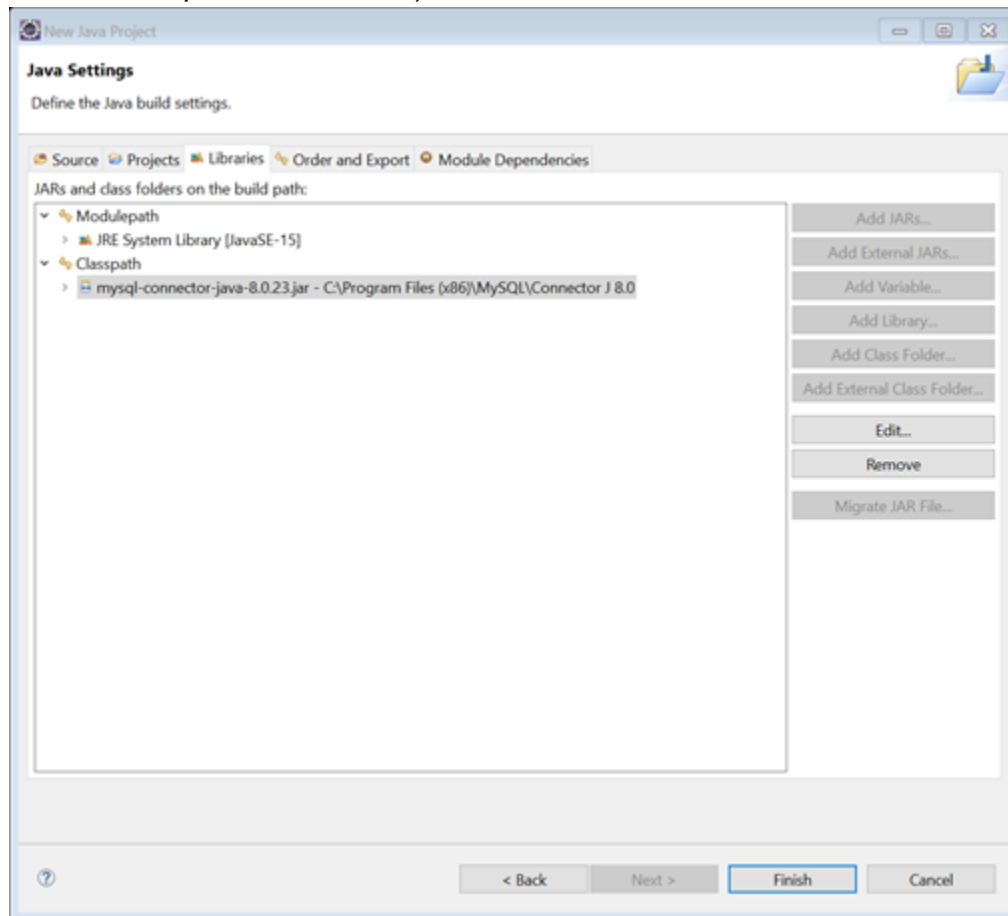 New Java Project
Java Settings
Define the Java build settings.
Source Projects Libraries Order and Export Module Dependencies
JARs and class folders on the build path:
Modulepath
JRE System Library [JavaSE-15]
Classpath
mysql-connector-java-8.0.23.jar - C:\Program Files (x86)\MySQL\Connector J 8.0
Add JARs...
Add External JARs...
Add Variable...
Add Library...
Add Class Folder...
Add External Class Folder...
Edit...
Remove
Migrate JAR File...
< Back Next > Finish Cancel